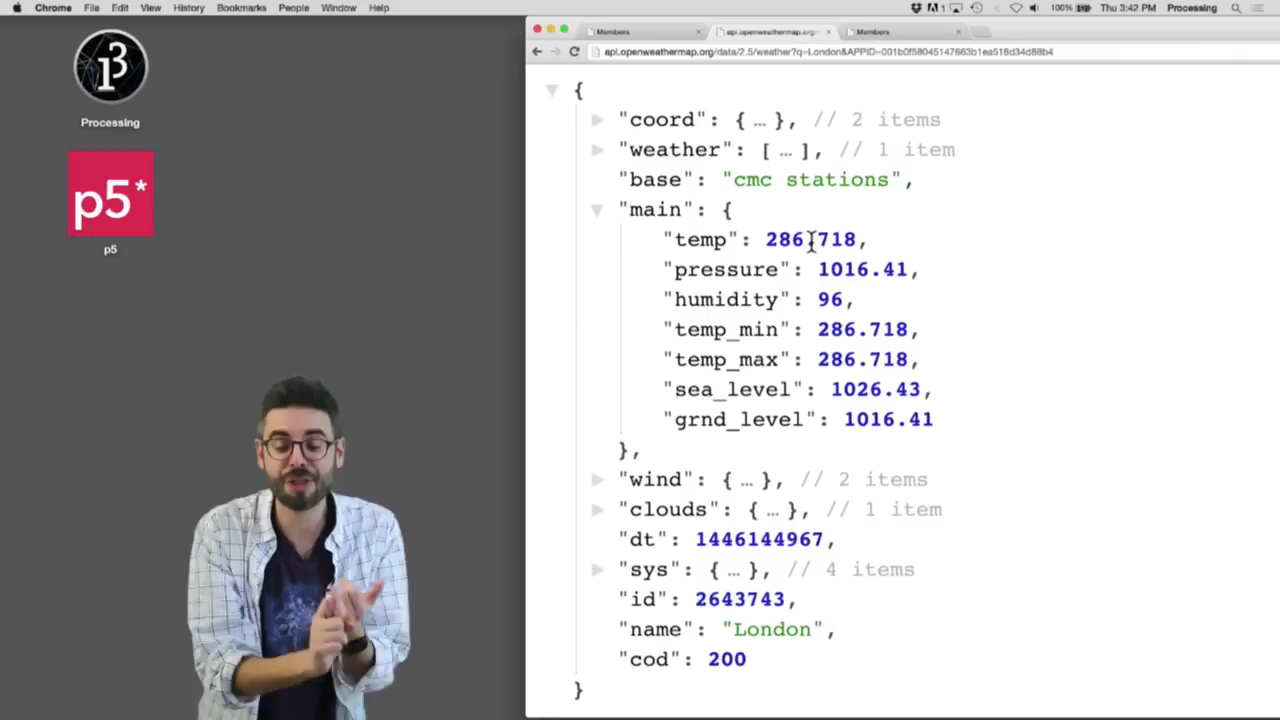 Chrome File Edit View History Bookmarks People Window Help
1 100% Thu 3:42 PM Processing
Members
api.openweathermap.org/
Members
api.openweathermap.org/data/2.5/weather?q=London&APPID=001b0f58045147663b1ea518d34d88b4
Processing
p5*
p5
{
"coord": { … }, // 2 items
"weather": [ … ], // 1 item
"base": "cmc stations",
"main": {
"temp": 286.718,
"pressure": 1016.41,
"humidity": 96,
"temp_min": 286.718,
"temp_max": 286.718,
"sea_level": 1026.43,
"grnd_level": 1016.41
},
"wind": { … }, // 2 items
"clouds": { … }, // 1 item
"dt": 1446144967,
"sys": { … }, // 4 items
"id": 2643743,
"name": "London",
"cod": 200
}